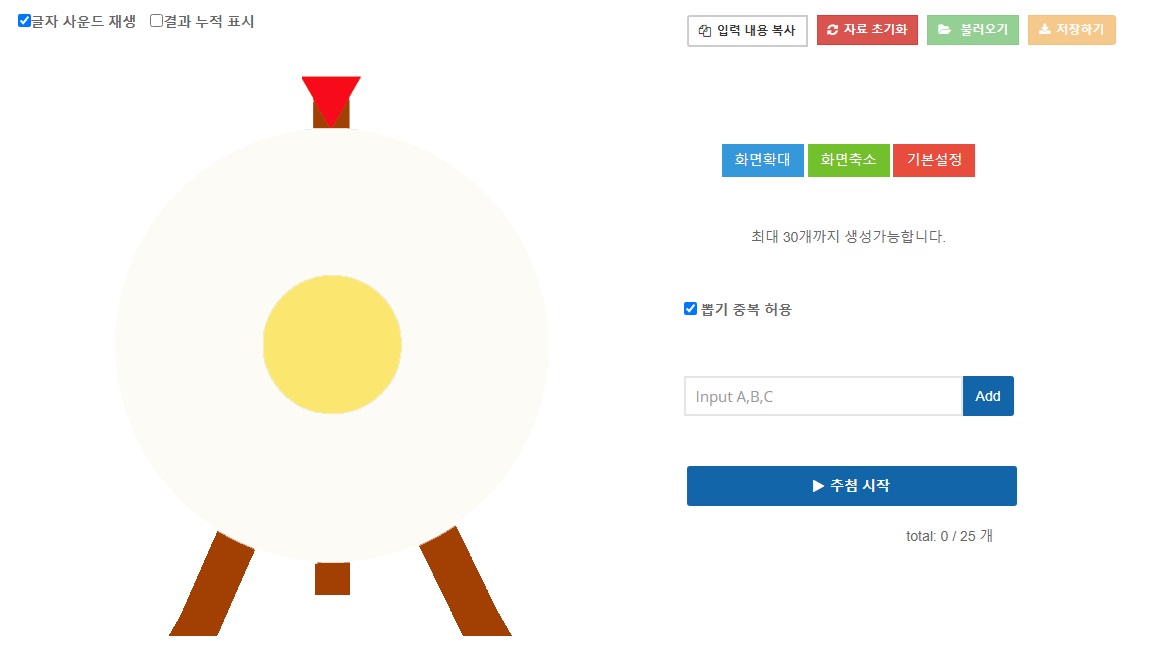 글자 사운드 재생 결과 누적 표시
입력 내용 복사 자료 초기화 불러오기 저장하기
화면확대 화면축소 기본설정
최대 30개까지 생성가능합니다.
뽑기 중복 허용
Input A,B,C Add
추첨 시작
total: 0 / 25 개